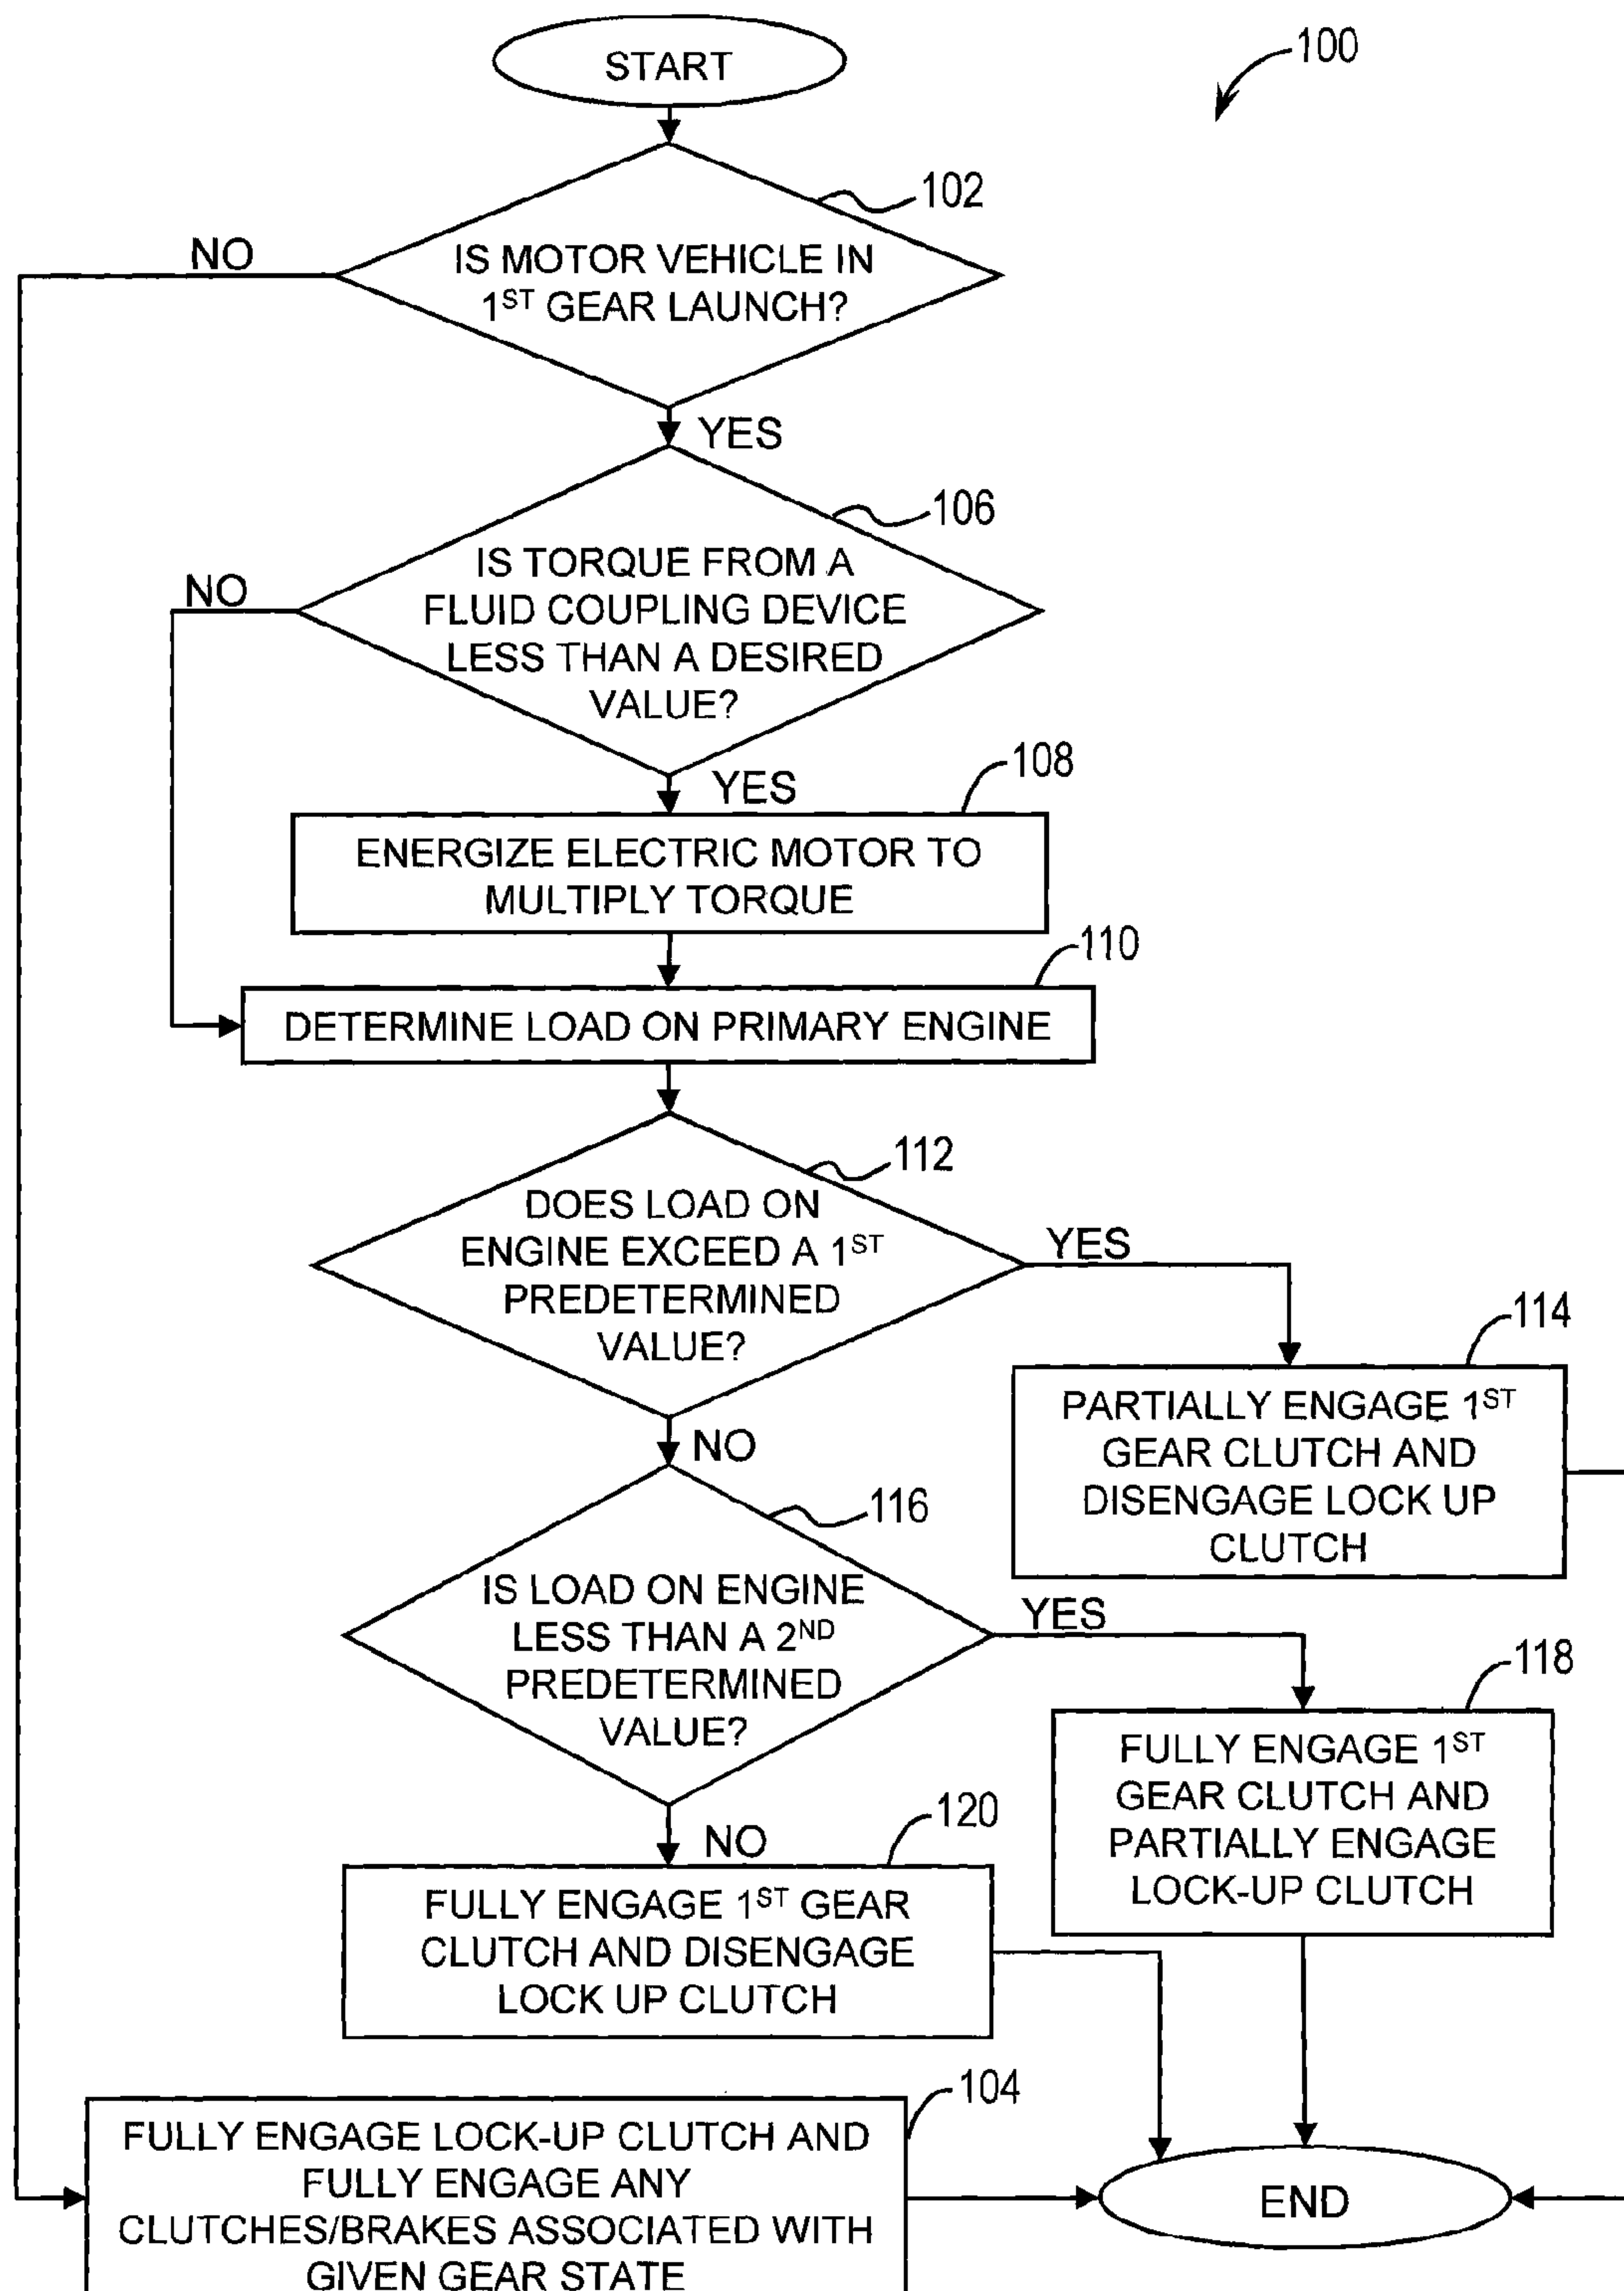 START
100
102
NO
IS MOTOR VEHICLE IN
1ST GEAR LAUNCH?
YES
106
NO
IS TORQUE FROM A
FLUID COUPLING DEVICE
LESS THAN A DESIRED
VALUE?
YES
108
ENERGIZE ELECTRIC MOTOR TO
MULTIPLY TORQUE
110
DETERMINE LOAD ON PRIMARY ENGINE
112
DOES LOAD ON
ENGINE EXCEED A 1ST
PREDETERMINED
VALUE?
YES
114
PARTIALLY ENGAGE 1ST
GEAR CLUTCH AND
DISENGAGE LOCK UP
CLUTCH
NO
116
IS LOAD ON ENGINE
LESS THAN A 2ND
PREDETERMINED
VALUE?
YES
118
FULLY ENGAGE 1ST
GEAR CLUTCH AND
PARTIALLY ENGAGE
LOCK-UP CLUTCH
NO
120
FULLY ENGAGE 1ST GEAR
CLUTCH AND DISENGAGE
LOCK UP CLUTCH
104
FULLY ENGAGE LOCK-UP CLUTCH AND
FULLY ENGAGE ANY
CLUTCHES/BRAKES ASSOCIATED WITH
GIVEN GEAR STATE
END